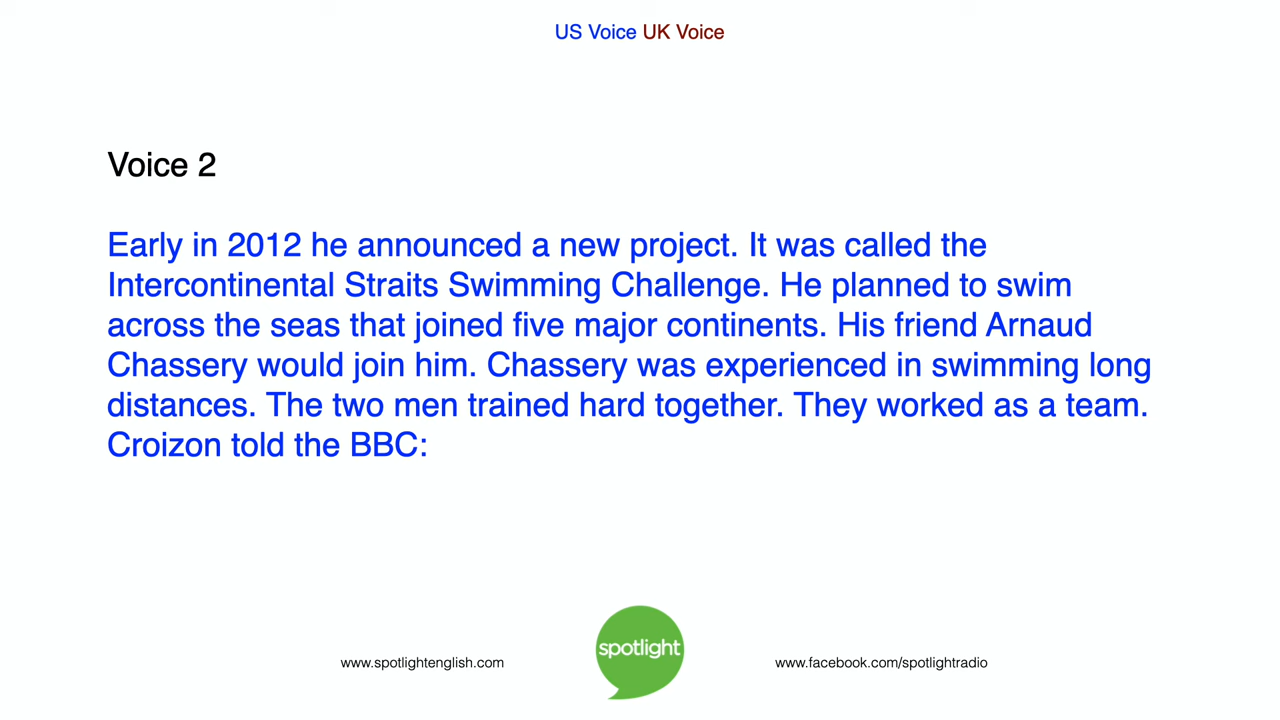 US Voice UK Voice
Voice 2
Early in 2012 he announced a new project. It was called the
Intercontinental Straits Swimming Challenge. He planned to swim
across the seas that joined five major continents. His friend Arnaud
Chassery would join him. Chassery was experienced in swimming long
distances. The two men trained hard together. They worked as a team.
Croizon told the BBC:
www.spotlightenglish.com
spotlight
www.facebook.com/spotlightradio